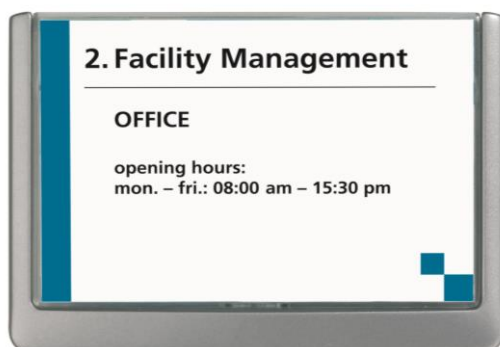 2. Facility Management
OFFICE
opening hours:
mon. – fri.: 08:00 am – 15:30 pm